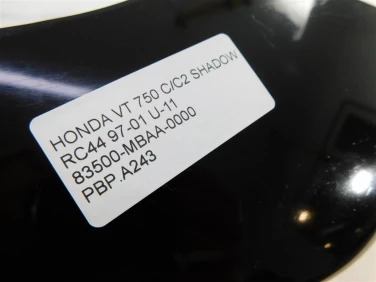 HONDA VT 750 C/C2 SHADOW
RC44 97-01 U-11
83500-MBAA-0000
PBP .A243